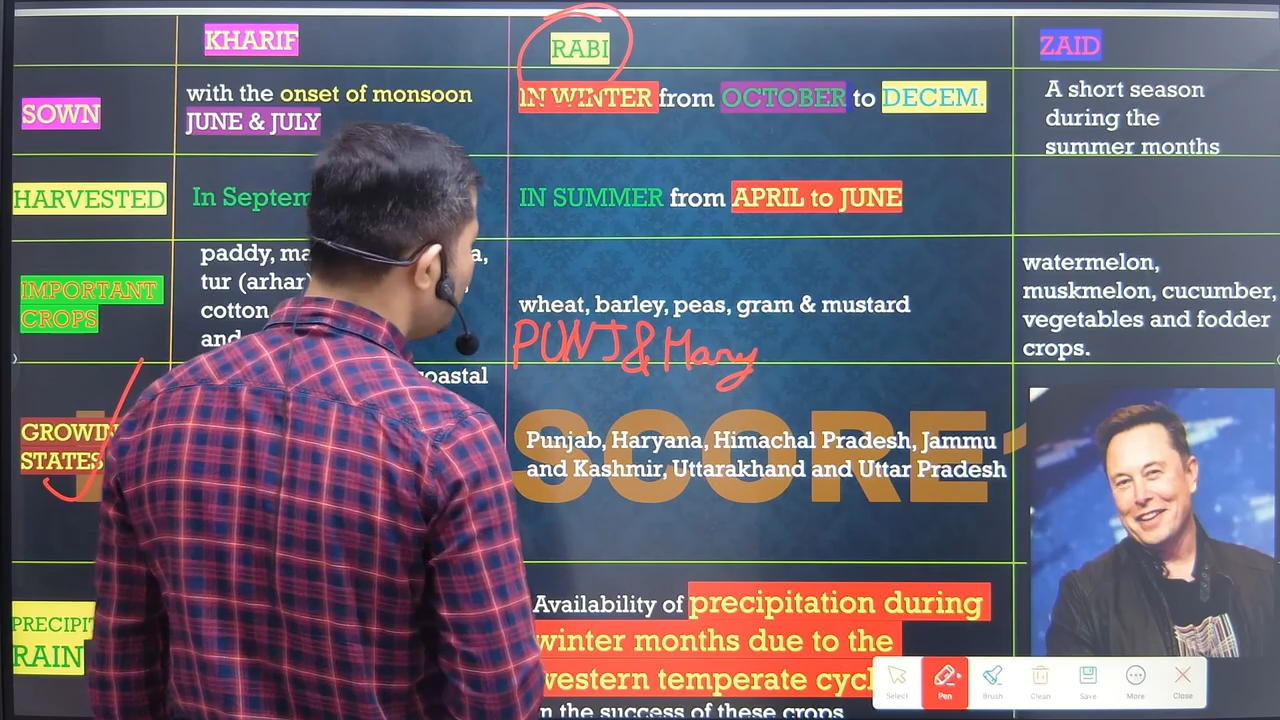 KHARIF
RABI
ZAID
SOWN
with the onset of monsoon
JUNE & JULY
IN WINTER from OCTOBER to DECEM.
A short season
during the
summer months
HARVESTED
In Septem
IN SUMMER from APRIL to JUNE
IMPORTANT
CROPS
paddy, ma a,
tur (arhar)
cotton
and
wheat, barley, peas, gram & mustard
PUNJ & Hary
watermelon,
muskmelon, cucumber,
vegetables and fodder
crops.
GROWIN
STATES
coastal
SCORE
Punjab, Haryana, Himachal Pradesh, Jammu
and Kashmir, Uttarakhand and Uttar Pradesh
PRECIPIT
RAIN
Availability of precipitation during
winter months due to the
western temperate cycl
n the success of these crops
Select
Pen
Brush
Clean
Save
More
Close